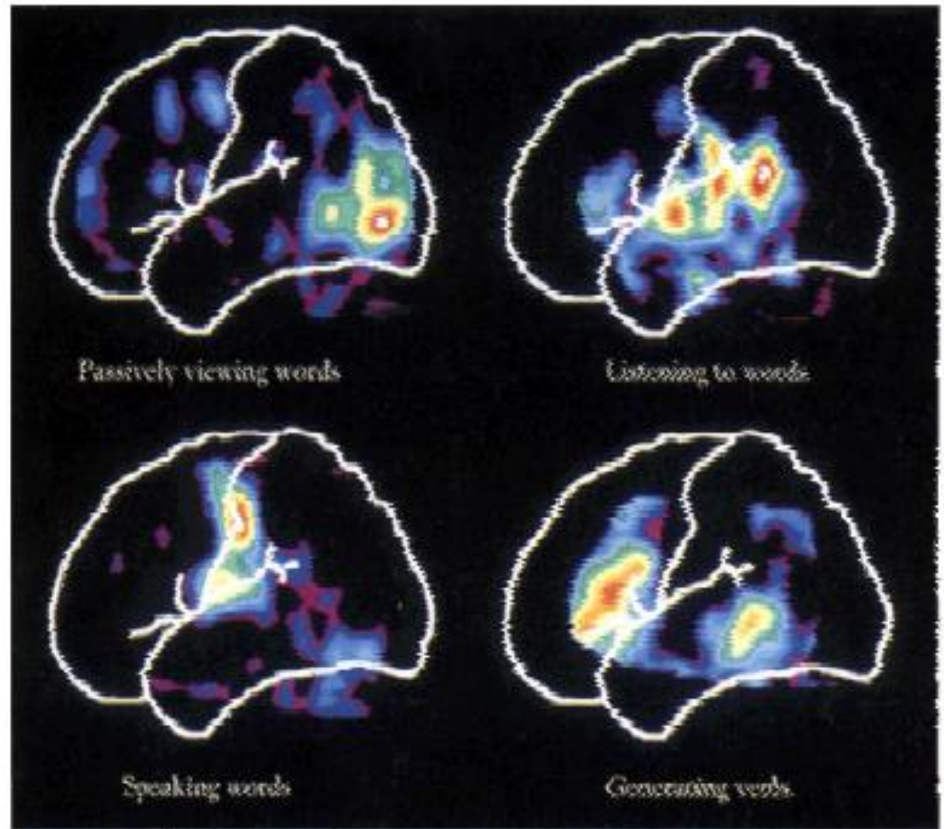 Passively viewing words
Listening to words
Speaking words
Generating verbs